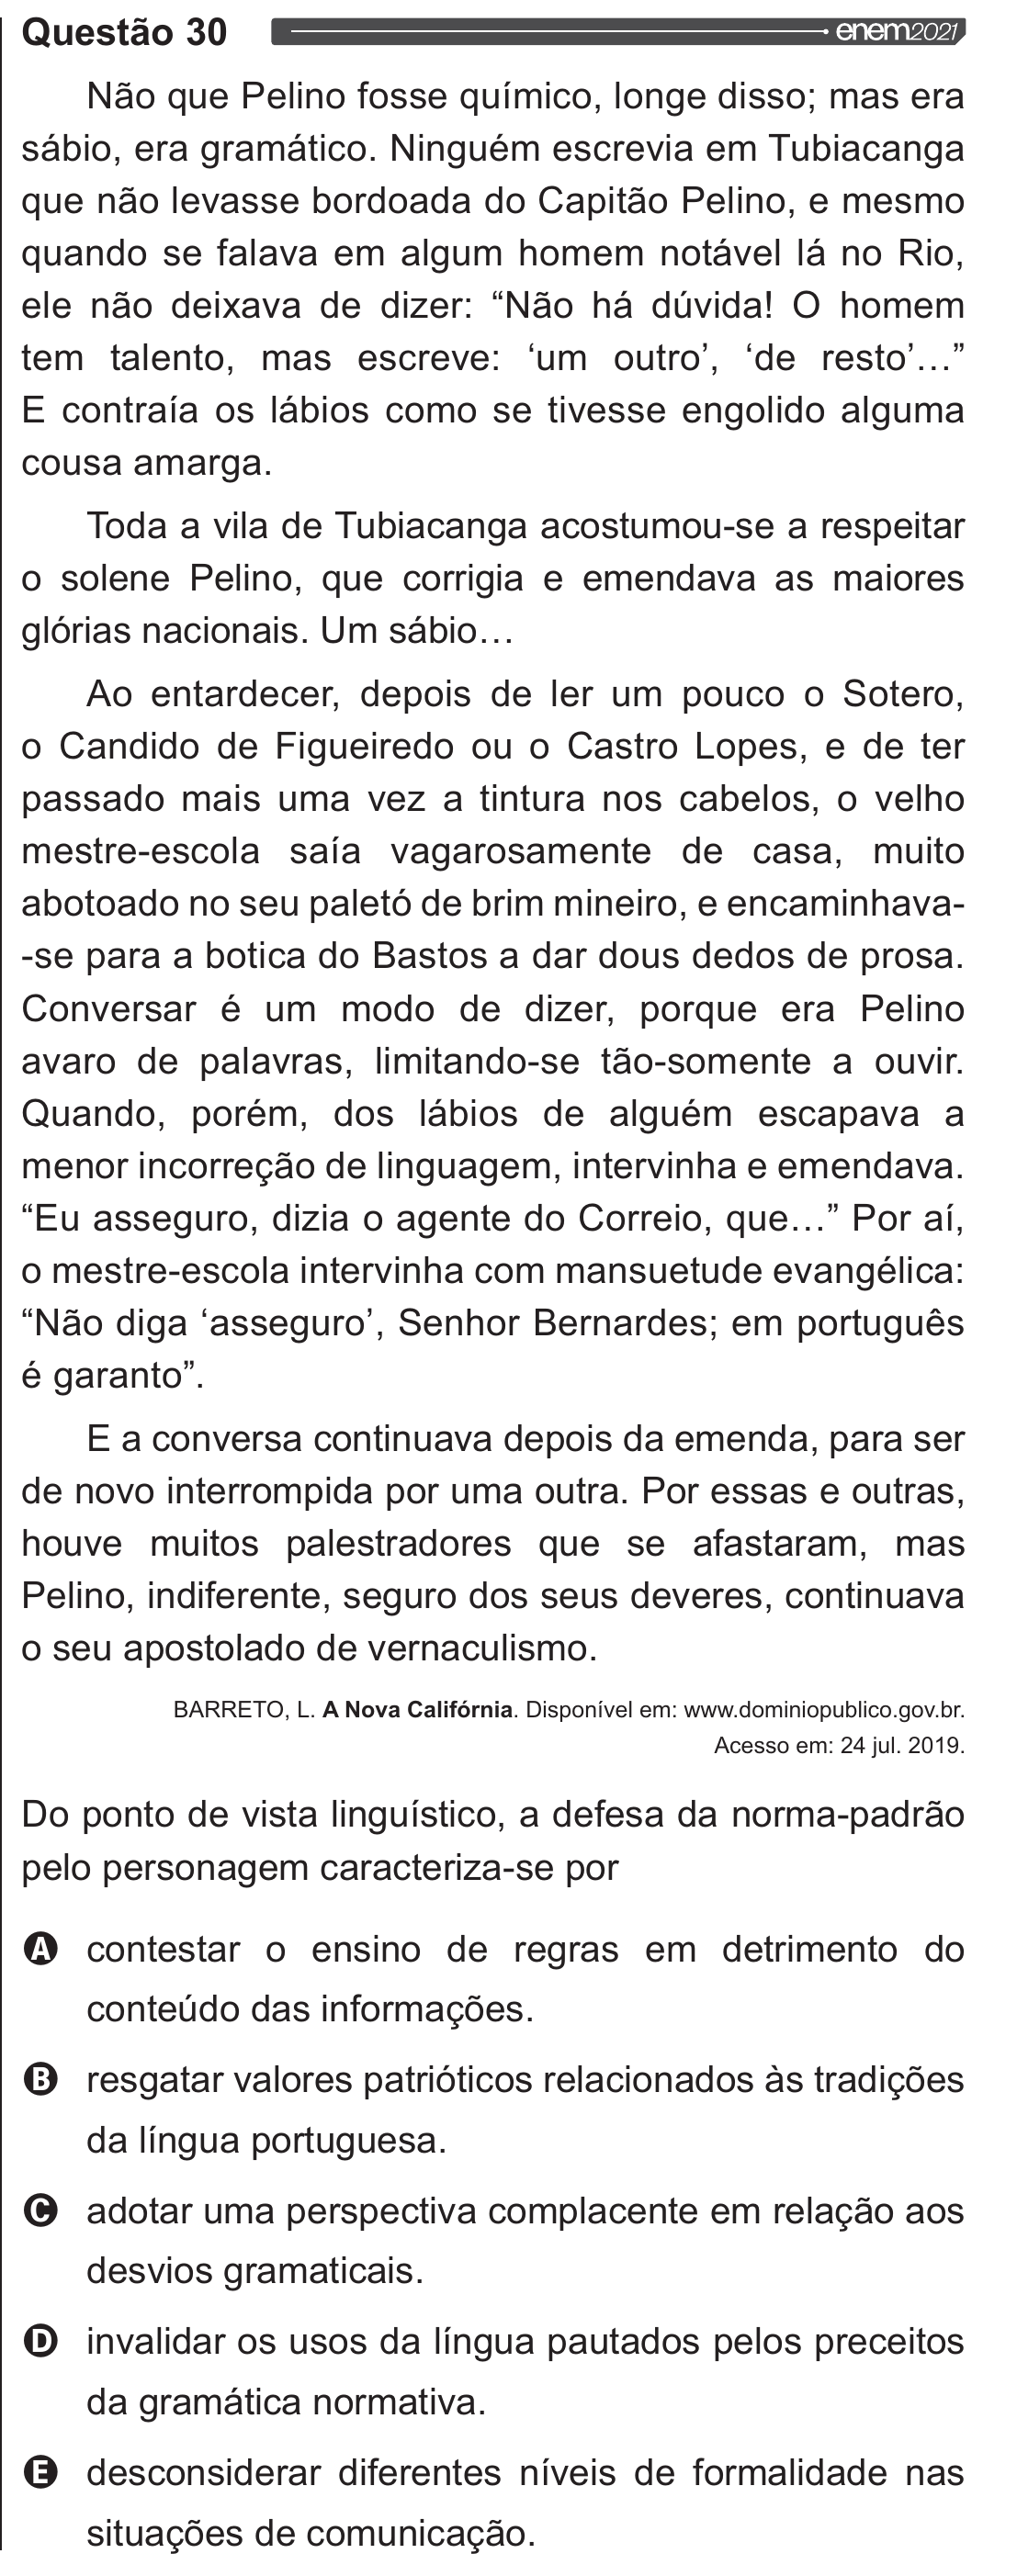 Questão 30
enem2021
Não que Pelino fosse químico, longe disso; mas era
sábio, era gramático. Ninguém escrevia em Tubiacanga
que não levasse bordoada do Capitão Pelino, e mesmo
quando se falava em algum homem notável lá no Rio,
ele não deixava de dizer: “Não há dúvida! O homem
tem talento, mas escreve: ‘um outro’, ‘de resto’…”
E contraía os lábios como se tivesse engolido alguma
cousa amarga.
Toda a vila de Tubiacanga acostumou-se a respeitar
o solene Pelino, que corrigia e emendava as maiores
glórias nacionais. Um sábio…
Ao entardecer, depois de ler um pouco o Sotero,
o Candido de Figueiredo ou o Castro Lopes, e de ter
passado mais uma vez a tintura nos cabelos, o velho
mestre-escola saía vagarosamente de casa, muito
abotoado no seu paletó de brim mineiro, e encaminhava-
-se para a botica do Bastos a dar dous dedos de prosa.
Conversar é um modo de dizer, porque era Pelino
avaro de palavras, limitando-se tão-somente a ouvir.
Quando, porém, dos lábios de alguém escapava a
menor incorreção de linguagem, intervinha e emendava.
“Eu asseguro, dizia o agente do Correio, que…” Por aí,
o mestre-escola intervinha com mansuetude evangélica:
“Não diga ‘asseguro’, Senhor Bernardes; em português
é garanto”.
E a conversa continuava depois da emenda, para ser
de novo interrompida por uma outra. Por essas e outras,
houve muitos palestradores que se afastaram, mas
Pelino, indiferente, seguro dos seus deveres, continuava
o seu apostolado de vernaculismo.
BARRETO, L. A Nova Califórnia. Disponível em: www.dominiopublico.gov.br.
Acesso em: 24 jul. 2019.
Do ponto de vista linguístico, a defesa da norma-padrão
pelo personagem caracteriza-se por
A contestar o ensino de regras em detrimento do
conteúdo das informações.
B resgatar valores patrióticos relacionados às tradições
da língua portuguesa.
C adotar uma perspectiva complacente em relação aos
desvios gramaticais.
D invalidar os usos da língua pautados pelos preceitos
da gramática normativa.
E desconsiderar diferentes níveis de formalidade nas
situações de comunicação.